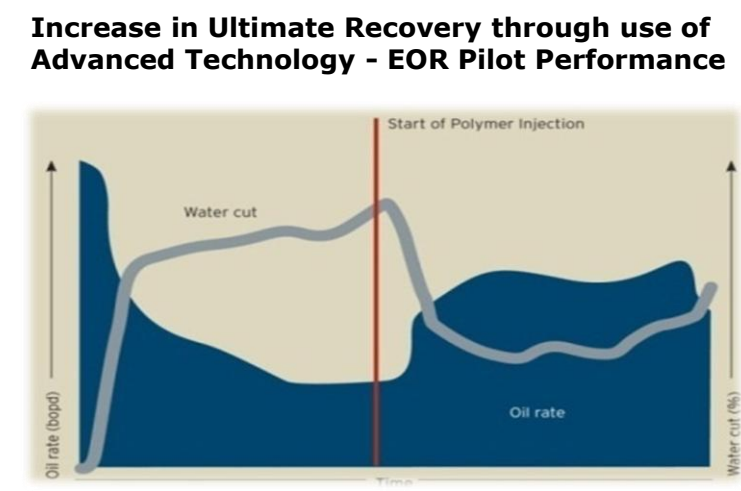 Increase in Ultimate Recovery through use of
Advanced Technology - EOR Pilot Performance
Start of Polymer Injection
Water cut
Oil rate
Oil rate (bopd)
Water cut (%)
Time